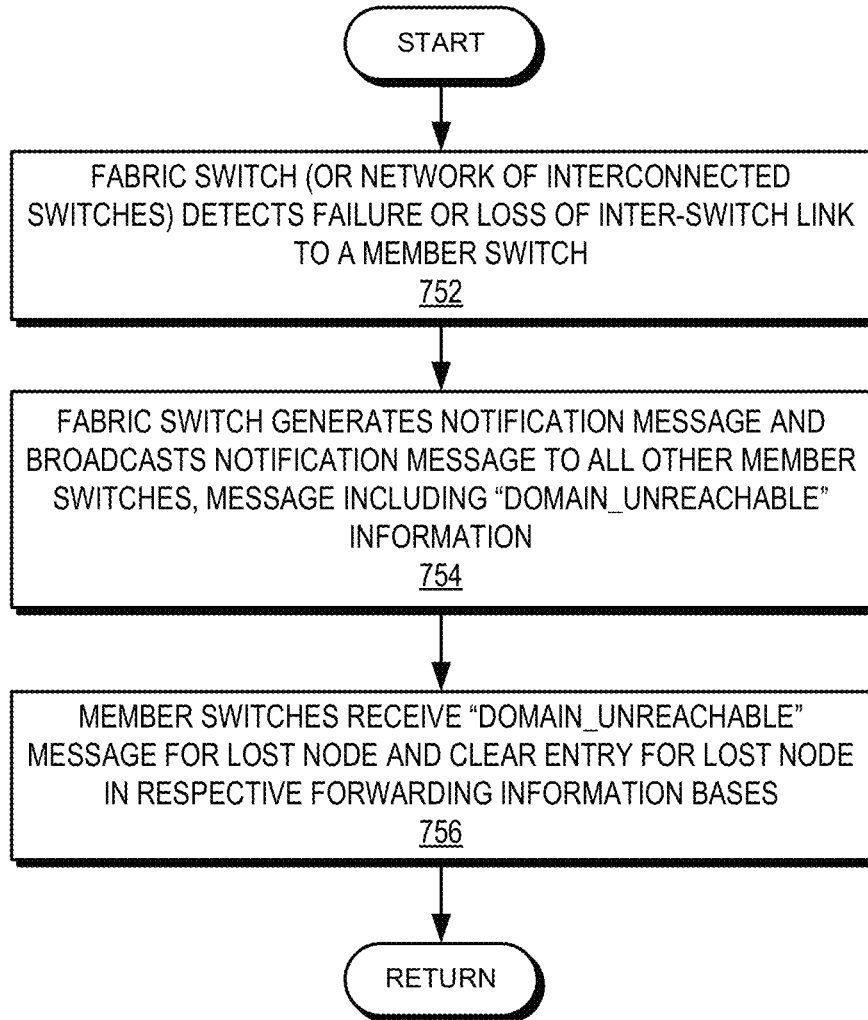 START
FABRIC SWITCH (OR NETWORK OF INTERCONNECTED
SWITCHES) DETECTS FAILURE OR LOSS OF INTER-SWITCH LINK
TO A MEMBER SWITCH
752
FABRIC SWITCH GENERATES NOTIFICATION MESSAGE AND
BROADCASTS NOTIFICATION MESSAGE TO ALL OTHER MEMBER
SWITCHES, MESSAGE INCLUDING “DOMAIN_UNREACHABLE”
INFORMATION
754
MEMBER SWITCHES RECEIVE “DOMAIN_UNREACHABLE”
MESSAGE FOR LOST NODE AND CLEAR ENTRY FOR LOST NODE
IN RESPECTIVE FORWARDING INFORMATION BASES
756
RETURN